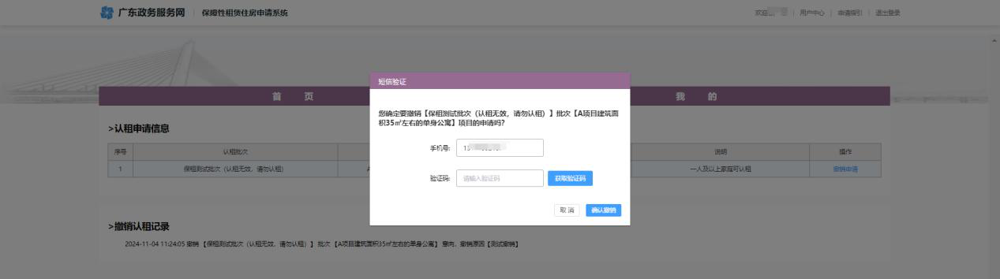 广东政务服务网 | 保障性租赁住房申请系统
欢迎 | 用户中心 | 申请指引 | 退出登录
首 页
我 的
短信验证
您确定要撤销【保租测试批次（认租无效，请勿认租）】批次【A项目建筑面
积35㎡左右的单身公寓】项目的申请吗?
手机号:
验证码: 请输入验证码 获取验证码
取 消 确认撤销
>认租申请信息
序号 认租批次 说明 操作
1 保租测试批次（认租无效，请勿认租） 一人及以上家庭可认租 撤销申请
>撤销认租记录
2024-11-04 11:24:05 撤销 【保租测试批次（认租无效，请勿认租）】 批次 【A项目建筑面积35㎡左右的单身公寓】 意向，撤销原因【测试撤销】